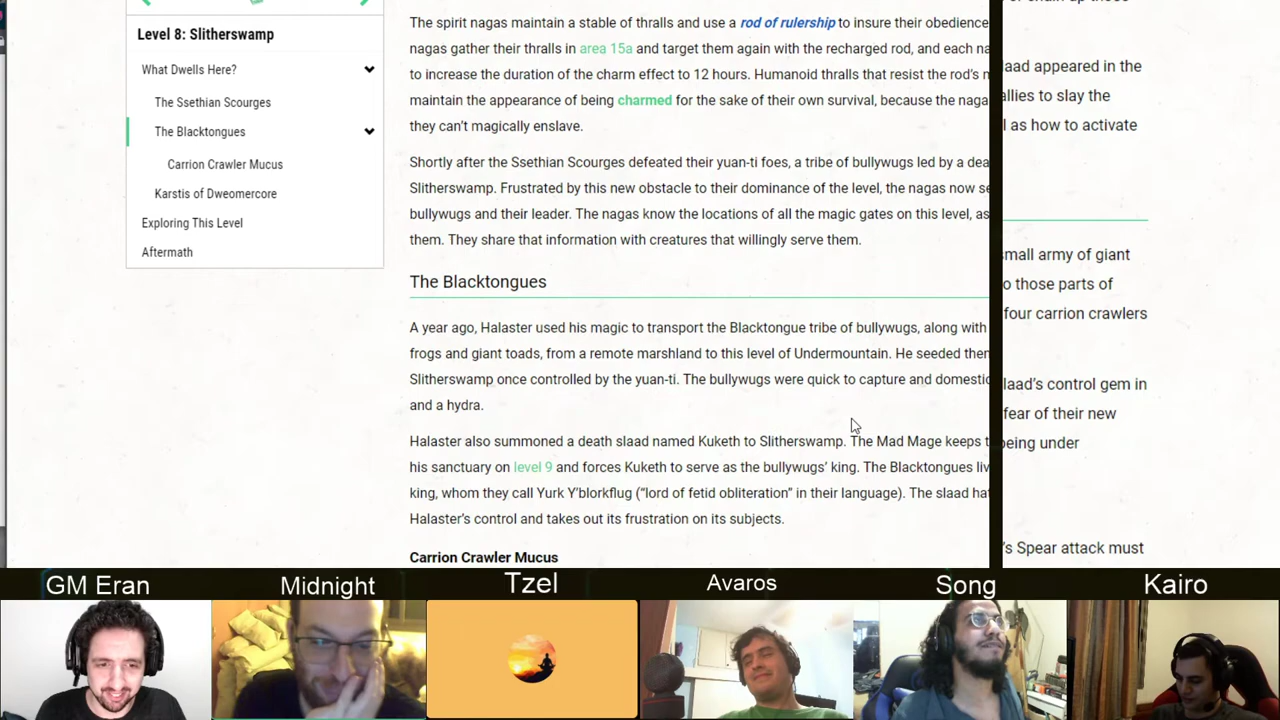 Level 8: Slitherswamp
What Dwells Here?
The Ssethian Scourges
The Blacktongues
Carrion Crawler Mucus
Karstis of Dweomercore
Exploring This Level
Aftermath
The spirit nagas maintain a stable of thralls and use a rod of rulership to insure their obedience
nagas gather their thralls in area 15a and target them again with the recharged rod, and each na
to increase the duration of the charm effect to 12 hours. Humanoid thralls that resist the rod's
maintain the appearance of being charmed for the sake of their own survival, because the naga
they can't magically enslave.
Shortly after the Ssethian Scourges defeated their yuan-ti foes, a tribe of bullywugs led by a dea
Slitherswamp. Frustrated by this new obstacle to their dominance of the level, the nagas now se
bullywugs and their leader. The nagas know the locations of all the magic gates on this level, as
them. They share that information with creatures that willingly serve them.
The Blacktongues
A year ago, Halaster used his magic to transport the Blacktongue tribe of bullywugs, along with
frogs and giant toads, from a remote marshland to this level of Undermountain. He seeded them
Slitherswamp once controlled by the yuan-ti. The bullywugs were quick to capture and domestic
and a hydra.
Halaster also summoned a death slaad named Kuketh to Slitherswamp. The Mad Mage keeps t
his sanctuary on level 9 and forces Kuketh to serve as the bullywugs' king. The Blacktongues liv
king, whom they call Yurk Y'blorkflug ("lord of fetid obliteration" in their language). The slaad hat
Halaster's control and takes out its frustration on its subjects.
Carrion Crawler Mucus
laad appeared in the
allies to slay the
l as how to activate
small army of giant
o those parts of
four carrion crawlers
laad's control gem in
fear of their new
being under
's Spear attack must
GM Eran
Midnight
Tzel
Avaros
Song
Kairo